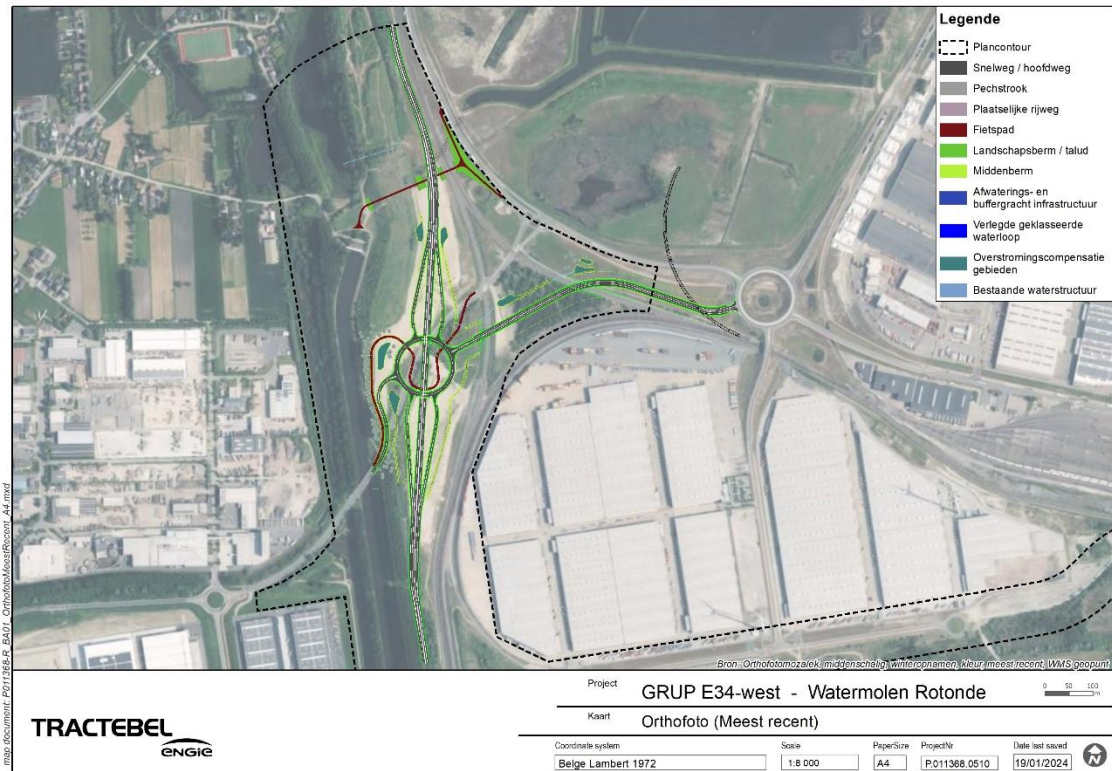 Legende
Plancontour
Snelweg / hoofdweg
Pechstrook
Plaatselijke rijweg
Fietspad
Landschapsberm / talud
Middenberm
Afwaterings- en
buffergracht infrastructuur
Verlegde geklasseerde
waterloop
Overstromingscompensatie
gebieden
Bestaande waterstructuur
map document: P011368-R_BA01_OrthofotoMeestRecent_A4.mxd
Bron: Orthofotomozaïek, middenschalig, winteropnamen, kleur, meest recent, WMS geopunt
TRACTEBEL
ENGIE
Project GRUP E34-west - Watermolen Rotonde
0 50 100
m
Kaart Orthofoto (Meest recent)
Coordinate system Scale PaperSize ProjectNr Date last saved
Belge Lambert 1972 1:8 000 A4 P.011368.0510 19/01/2024
N